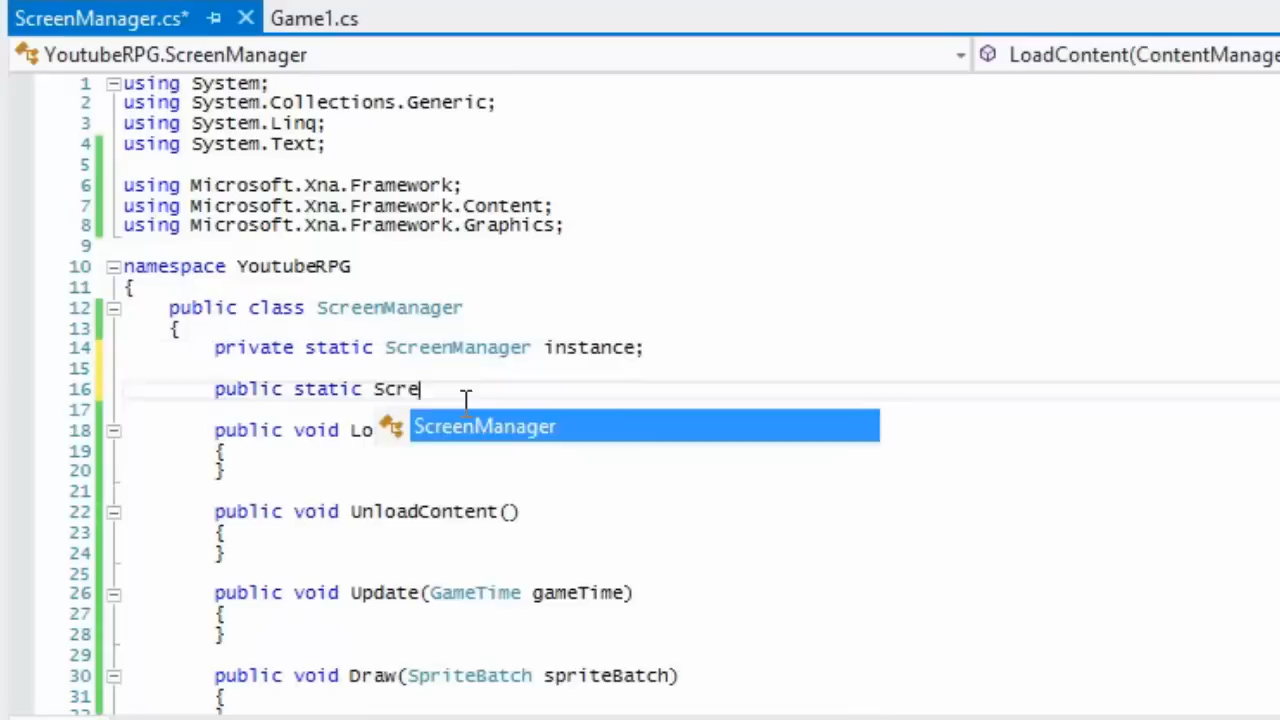 ScreenManager.cs* Game1.cs
YoutubeRPG.ScreenManager LoadContent(ContentManage
1 using System;
2 using System.Collections.Generic;
3 using System.Linq;
4 using System.Text;
5
6 using Microsoft.Xna.Framework;
7 using Microsoft.Xna.Framework.Content;
8 using Microsoft.Xna.Framework.Graphics;
9
10 namespace YoutubeRPG
11 {
12 public class ScreenManager
13 {
14 private static ScreenManager instance;
15
16 public static Scre
17
ScreenManager
18 public void Lo
19 {
20 }
21
22 public void UnloadContent()
23 {
24 }
25
26 public void Update(GameTime gameTime)
27 {
28 }
29
30 public void Draw(SpriteBatch spriteBatch)
31 {